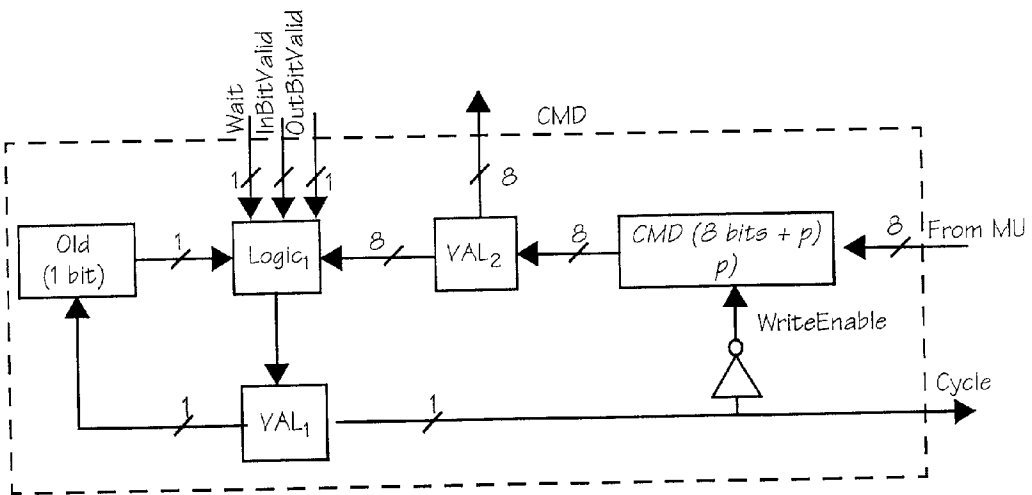 Wait
InBitValid
OutBitValid
CMD
1
1
8
Old
(1 bit)
1
Logic1
8
VAL2
8
CMD (8 bits + p)
p)
8
From MU
WriteEnable
1
VAL1
1
Cycle